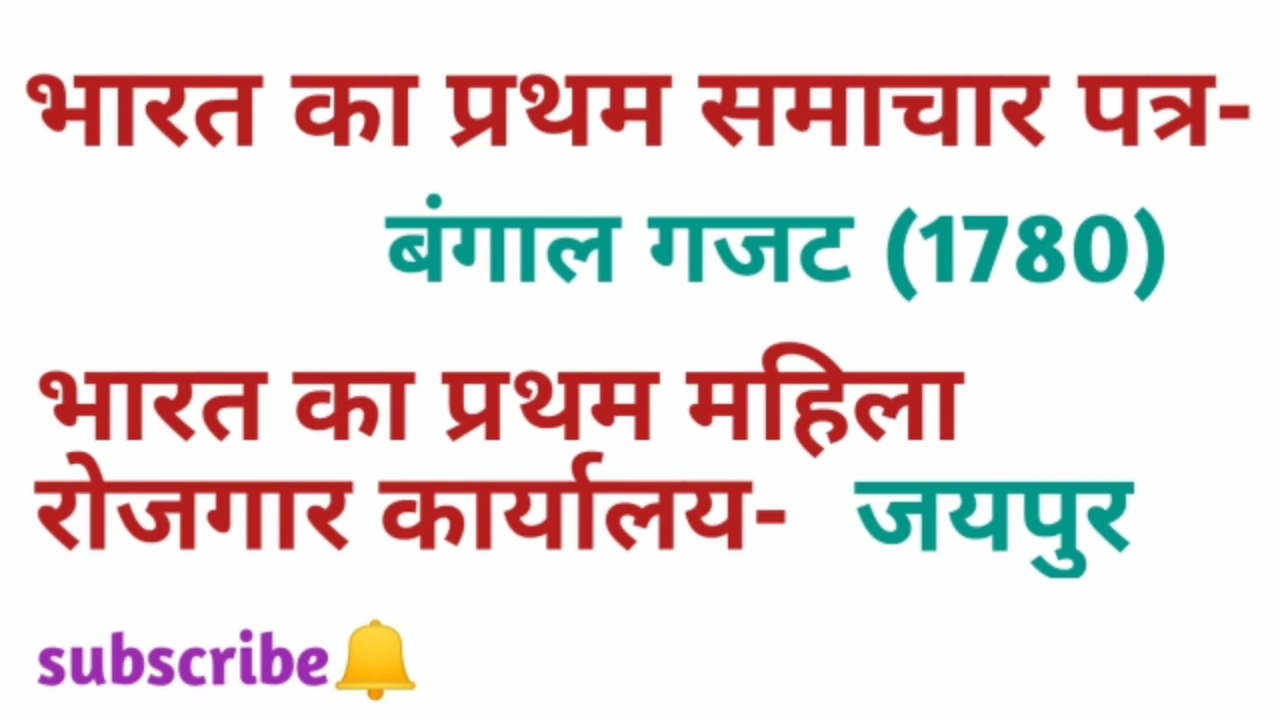 भारत का प्रथम समाचार पत्र-
बंगाल गजट (1780)
भारत का प्रथम महिला
रोजगार कार्यालय- जयपुर
subscribe